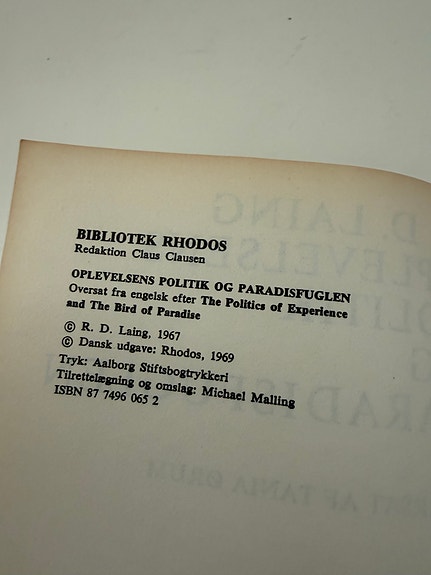 BIBLIOTEK RHODOS
Redaktion Claus Clausen
OPLEVELSENS POLITIK OG PARADISFUGLEN
Oversat fra engelsk efter The Politics of Experience
and The Bird of Paradise
© R. D. Laing, 1967
© Dansk udgave: Rhodos, 1969
Tryk: Aalborg Stiftsbogtrykkeri
Tilrettelægning og omslag: Michael Malling
ISBN 87 7496 065 2